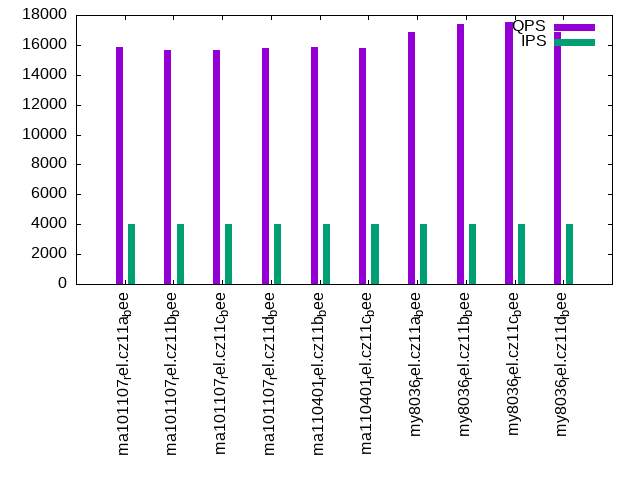 18000
16000
14000
12000
10000
8000
6000
4000
2000
0
QPS
IPS
ma101107rel.cz11abee
ma101107rel.cz11bbee
ma101107rel.cz11cbee
ma101107rel.cz11dbee
ma110401rel.cz11bbee
ma110401rel.cz11cbee
my8036rel.cz11abee
my8036rel.cz11bbee
my8036rel.cz11cbee
my8036rel.cz11dbee